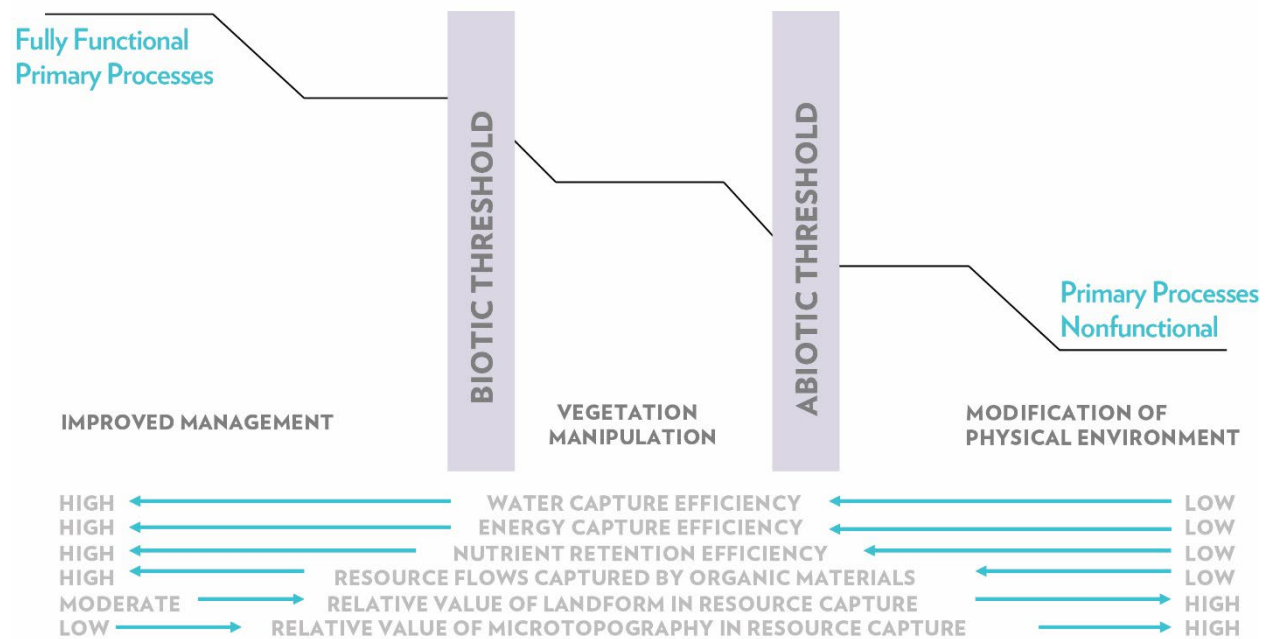 Fully Functional
Primary Processes
BIOTIC THRESHOLD
ABIOTIC THRESHOLD
Primary Processes
Nonfunctional
IMPROVED MANAGEMENT
VEGETATION
MANIPULATION
MODIFICATION OF
PHYSICAL ENVIRONMENT
HIGH WATER CAPTURE EFFICIENCY LOW
HIGH ENERGY CAPTURE EFFICIENCY LOW
HIGH NUTRIENT RETENTION EFFICIENCY LOW
HIGH RESOURCE FLOWS CAPTURED BY ORGANIC MATERIALS LOW
MODERATE RELATIVE VALUE OF LANDFORM IN RESOURCE CAPTURE HIGH
LOW RELATIVE VALUE OF MICROTOPOGRAPHY IN RESOURCE CAPTURE HIGH